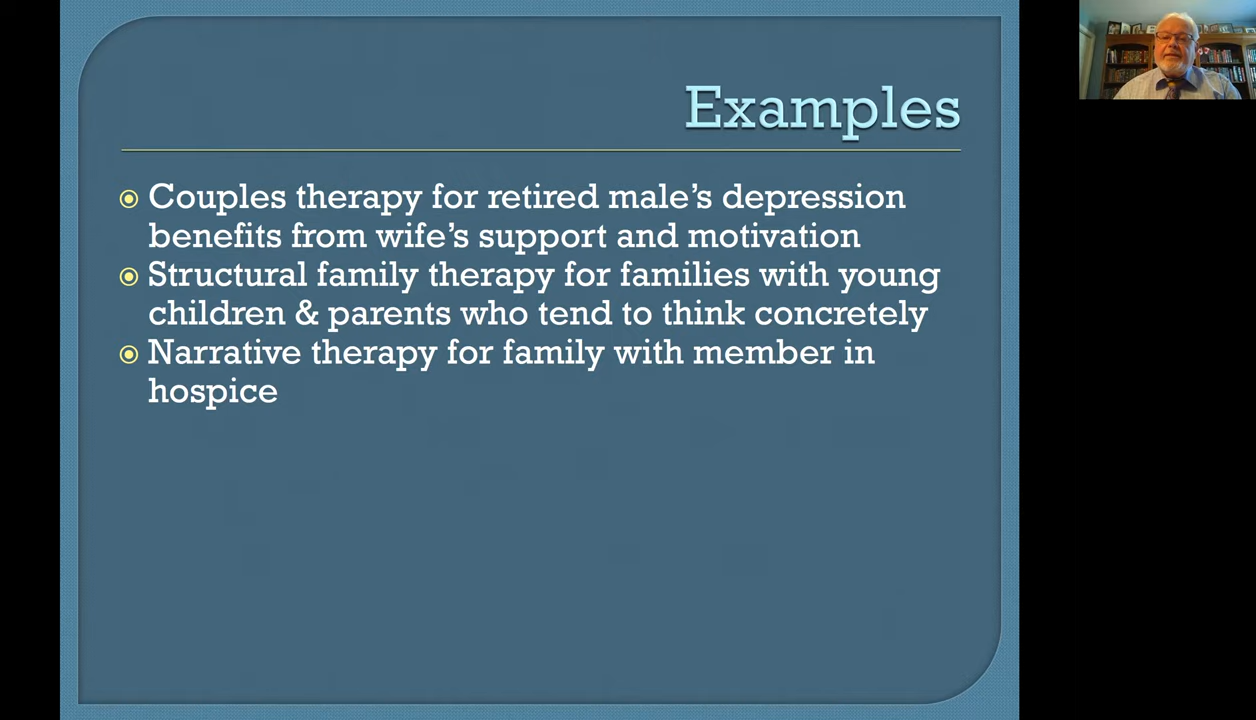 Examples
Couples therapy for retired male’s depression
benefits from wife’s support and motivation
Structural family therapy for families with young
children & parents who tend to think concretely
Narrative therapy for family with member in
hospice